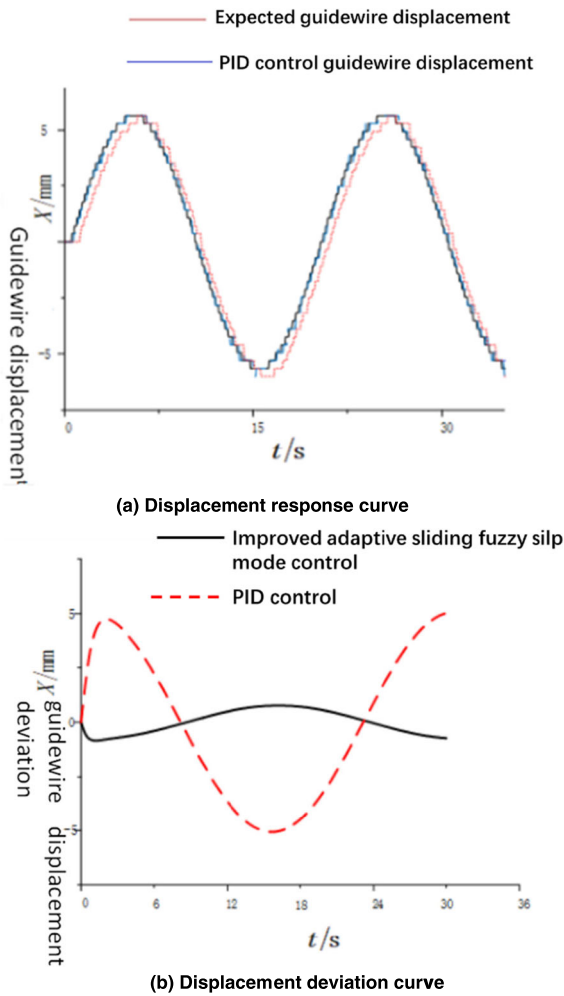 Expected guidewire displacement
PID control guidewire displacement
5
-5
Guidewire displacement
X/mm
0
15
30
t/s
(a) Displacement response curve
Improved adaptive sliding fuzzy silp
mode control
PID control
5
0
-5
X/mm
guidewire displacement
deviation
0
6
12
18
24
30
36
t/s
(b) Displacement deviation curve